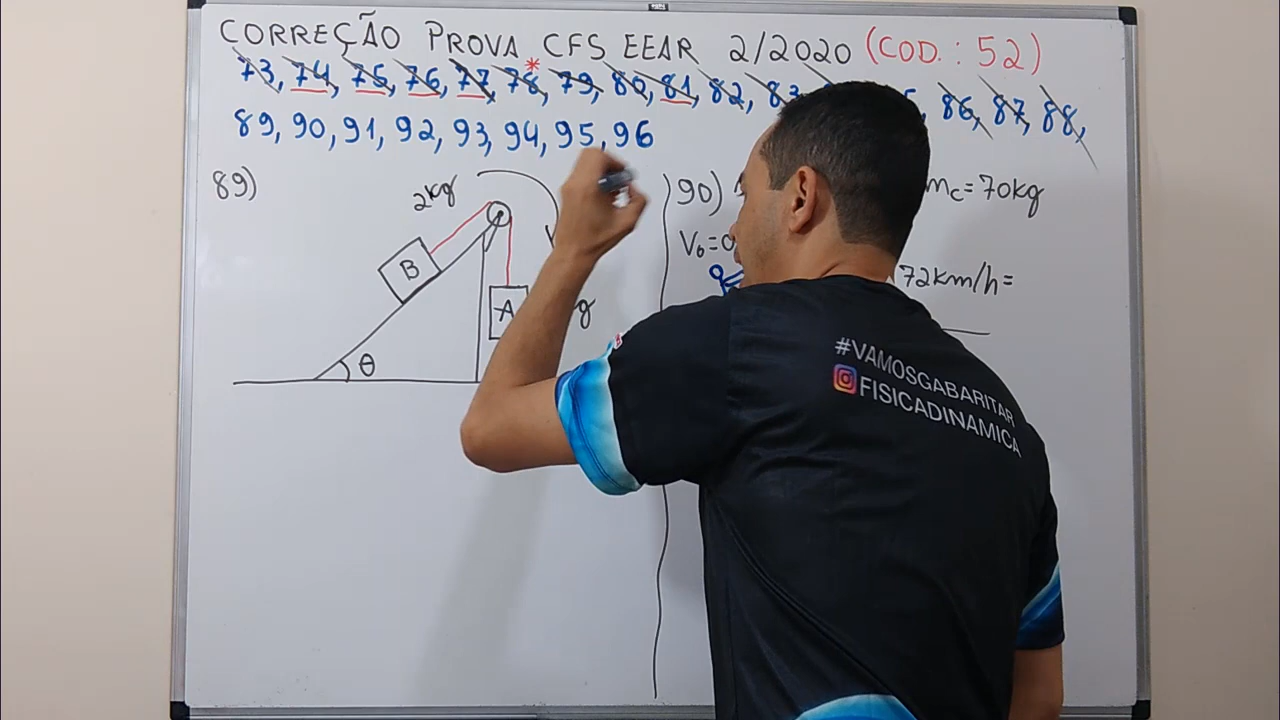 CORREÇÃO PROVA CFS EEAR 2/2020 (COD.: 52)
73, 74, 75, 76, 77, 78*, 79, 80, 81, 82, 83 86, 87, 88,
89, 90, 91, 92, 93, 94, 95, 96
89)
2kg
B
A
θ
90)
mc = 70kg
V₀ = 0
72km/h =
#VAMOSGABARITAR
FISICADINAMICA